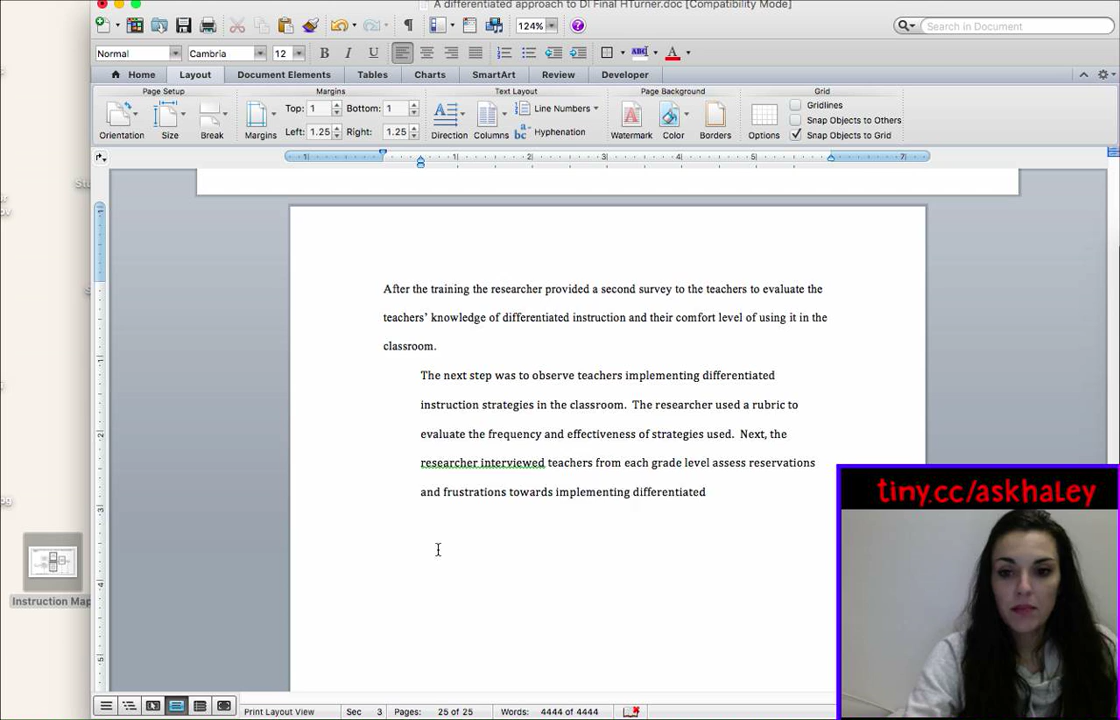 A differentiated approach to DI Final HTurner.doc [Compatibility Mode]
124%
Search in Document
Normal Cambria 12 B I U ABC A
Home Layout Document Elements Tables Charts SmartArt Review Developer
Page Setup Margins Text Layout Page Background Grid
Top: 1 Bottom: 1 Line Numbers Gridlines
Snap Objects to Others
Left: 1.25 Right: 1.25 Hyphenation Snap Objects to Grid
Orientation Size Break Margins Direction Columns Watermark Color Borders Options
After the training the researcher provided a second survey to the teachers to evaluate the
teachers’ knowledge of differentiated instruction and their comfort level of using it in the
classroom.
The next step was to observe teachers implementing differentiated
instruction strategies in the classroom.  The researcher used a rubric to
evaluate the frequency and effectiveness of strategies used.  Next, the
researcher interviewed teachers from each grade level assess reservations
and frustrations towards implementing differentiated
tiny.cc/askhaley
Instruction Map
Print Layout View Sec 3 Pages: 25 of 25 Words: 4444 of 4444